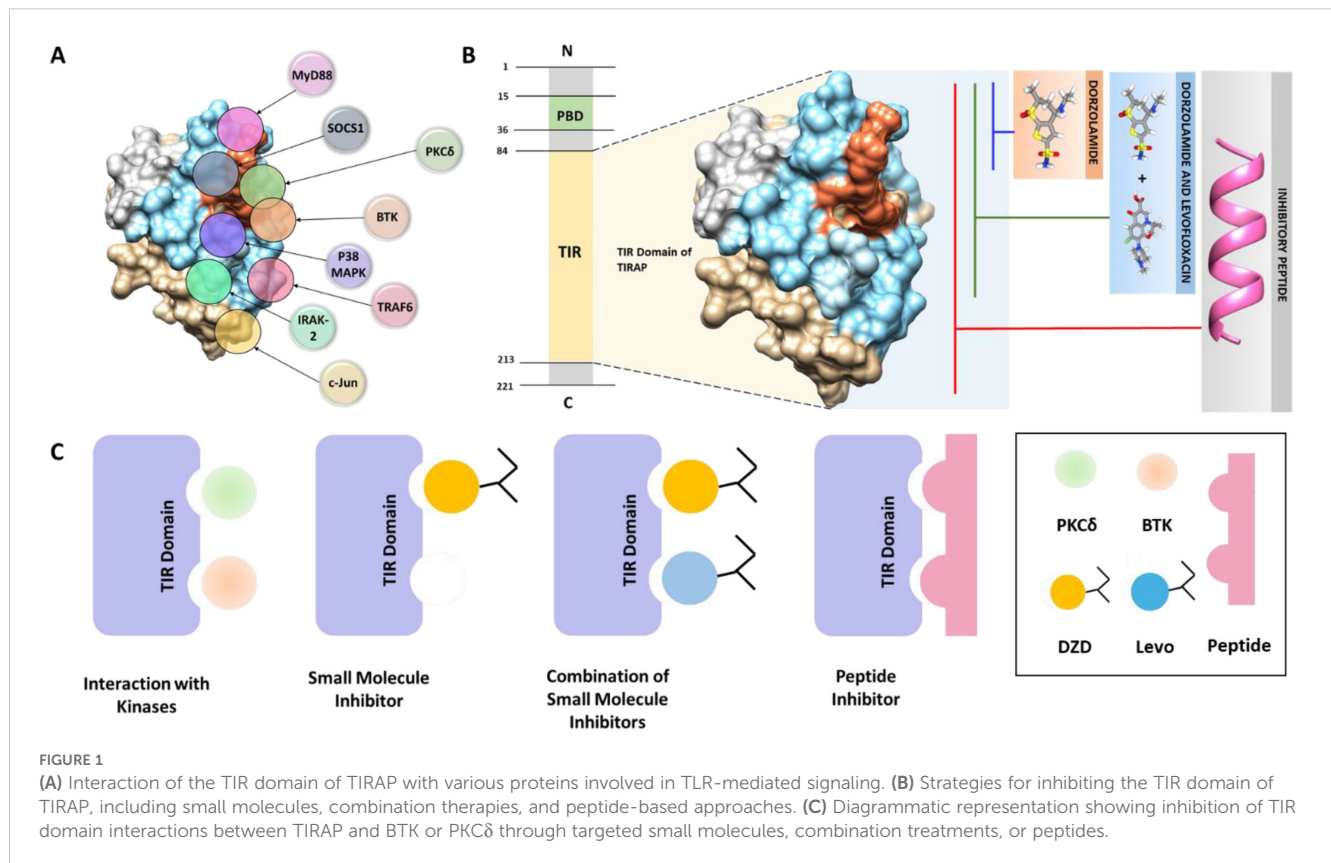 A
MyD88
SOCS1
PKCδ
BTK
P38
MAPK
TRAF6
IRAK-
2
c-Jun
B
N
1
15
PBD
36
84
TIR
213
221
C
TIR Domain of
TIRAP
DORZOLAMIDE
+
DORZOLAMIDE AND LEVOFLOXACIN
INHIBITORY PEPTIDE
C
TIR Domain
Interaction with
Kinases
TIR Domain
Small Molecule
Inhibitor
TIR Domain
Combination of
Small Molecule
Inhibitors
TIR Domain
Peptide
Inhibitor
PKCδ
BTK
DZD
Levo
Peptide
FIGURE 1
(A) Interaction of the TIR domain of TIRAP with various proteins involved in TLR-mediated signaling. (B) Strategies for inhibiting the TIR domain of
TIRAP, including small molecules, combination therapies, and peptide-based approaches. (C) Diagrammatic representation showing inhibition of TIR
domain interactions between TIRAP and BTK or PKCδ through targeted small molecules, combination treatments, or peptides.